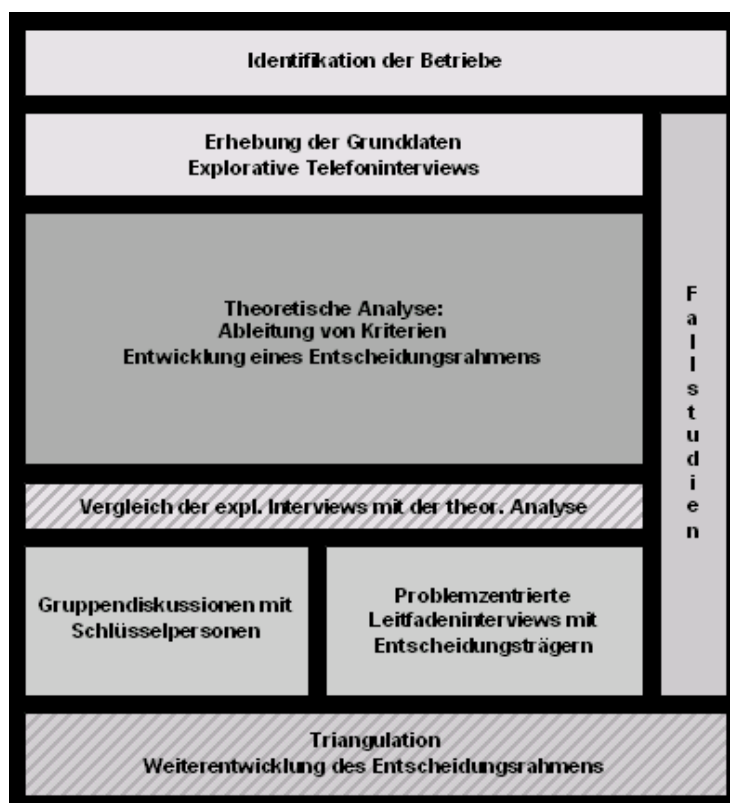 Identifikation der Betriebe
Erhebung der Grunddaten
Explorative Telefoninterviews
Theoretische Analyse:
Ableitung von Kriterien
Entwicklung eines Entscheidungsrahmens
Fallstudien
Vergleich der expl. Interviews mit der theor. Analyse
Gruppendiskussionen mit
Schlüsselpersonen
Problemzentrierte
Leitfadeninterviews mit
Entscheidungsträgern
Triangulation
Weiterentwicklung des Entscheidungsrahmens